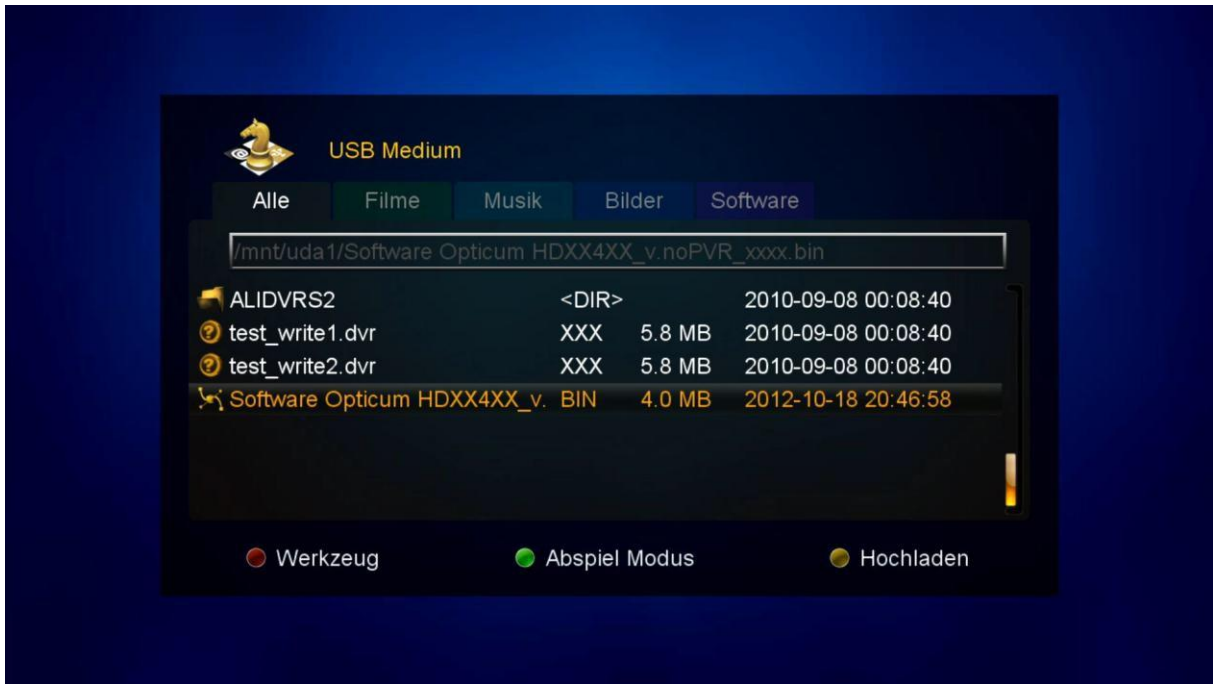 USB Medium
Alle Filme Musik Bilder Software
/mnt/uda1/Software Opticum HDXX4XX_v.noPVR_xxxx.bin
ALIDVRS2 <DIR> 2010-09-08 00:08:40
test_write1.dvr XXX 5.8 MB 2010-09-08 00:08:40
test_write2.dvr XXX 5.8 MB 2010-09-08 00:08:40
Software Opticum HDXX4XX_v. BIN 4.0 MB 2012-10-18 20:46:58
Werkzeug Abspiel Modus Hochladen